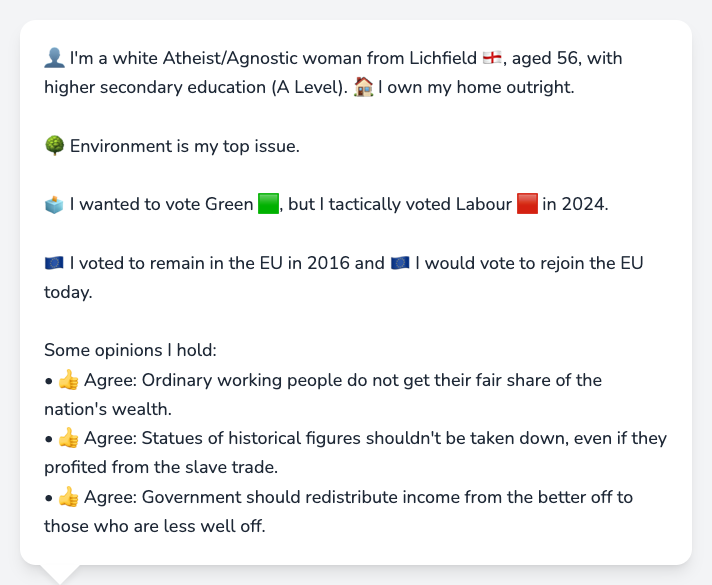 👤 I'm a white Atheist/Agnostic woman from Lichfield 🏴󠁧󠁢󠁥󠁮󠁧󠁿, aged 56, with
higher secondary education (A Level). 🏠 I own my home outright.
🌳 Environment is my top issue.
🗳️ I wanted to vote Green 🟩, but I tactically voted Labour 🟥 in 2024.
🇪🇺 I voted to remain in the EU in 2016 and 🇪🇺 I would vote to rejoin the EU
today.
Some opinions I hold:
• 👍 Agree: Ordinary working people do not get their fair share of the
nation's wealth.
• 👍 Agree: Statues of historical figures shouldn't be taken down, even if they
profited from the slave trade.
• 👍 Agree: Government should redistribute income from the better off to
those who are less well off.